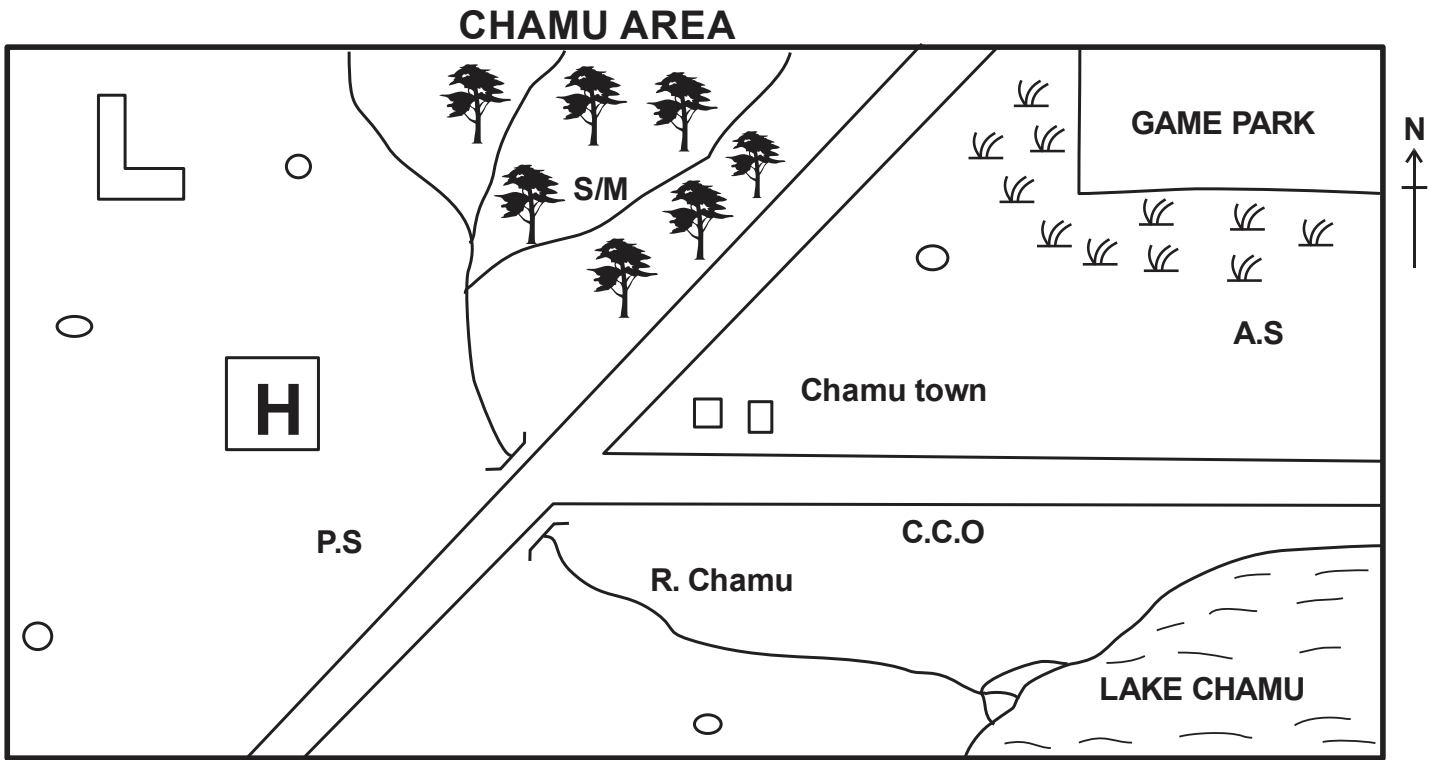 CHAMU AREA
GAME PARK
N
S/M
A.S
Chamu town
H
P.S
C.C.O
R. Chamu
LAKE CHAMU